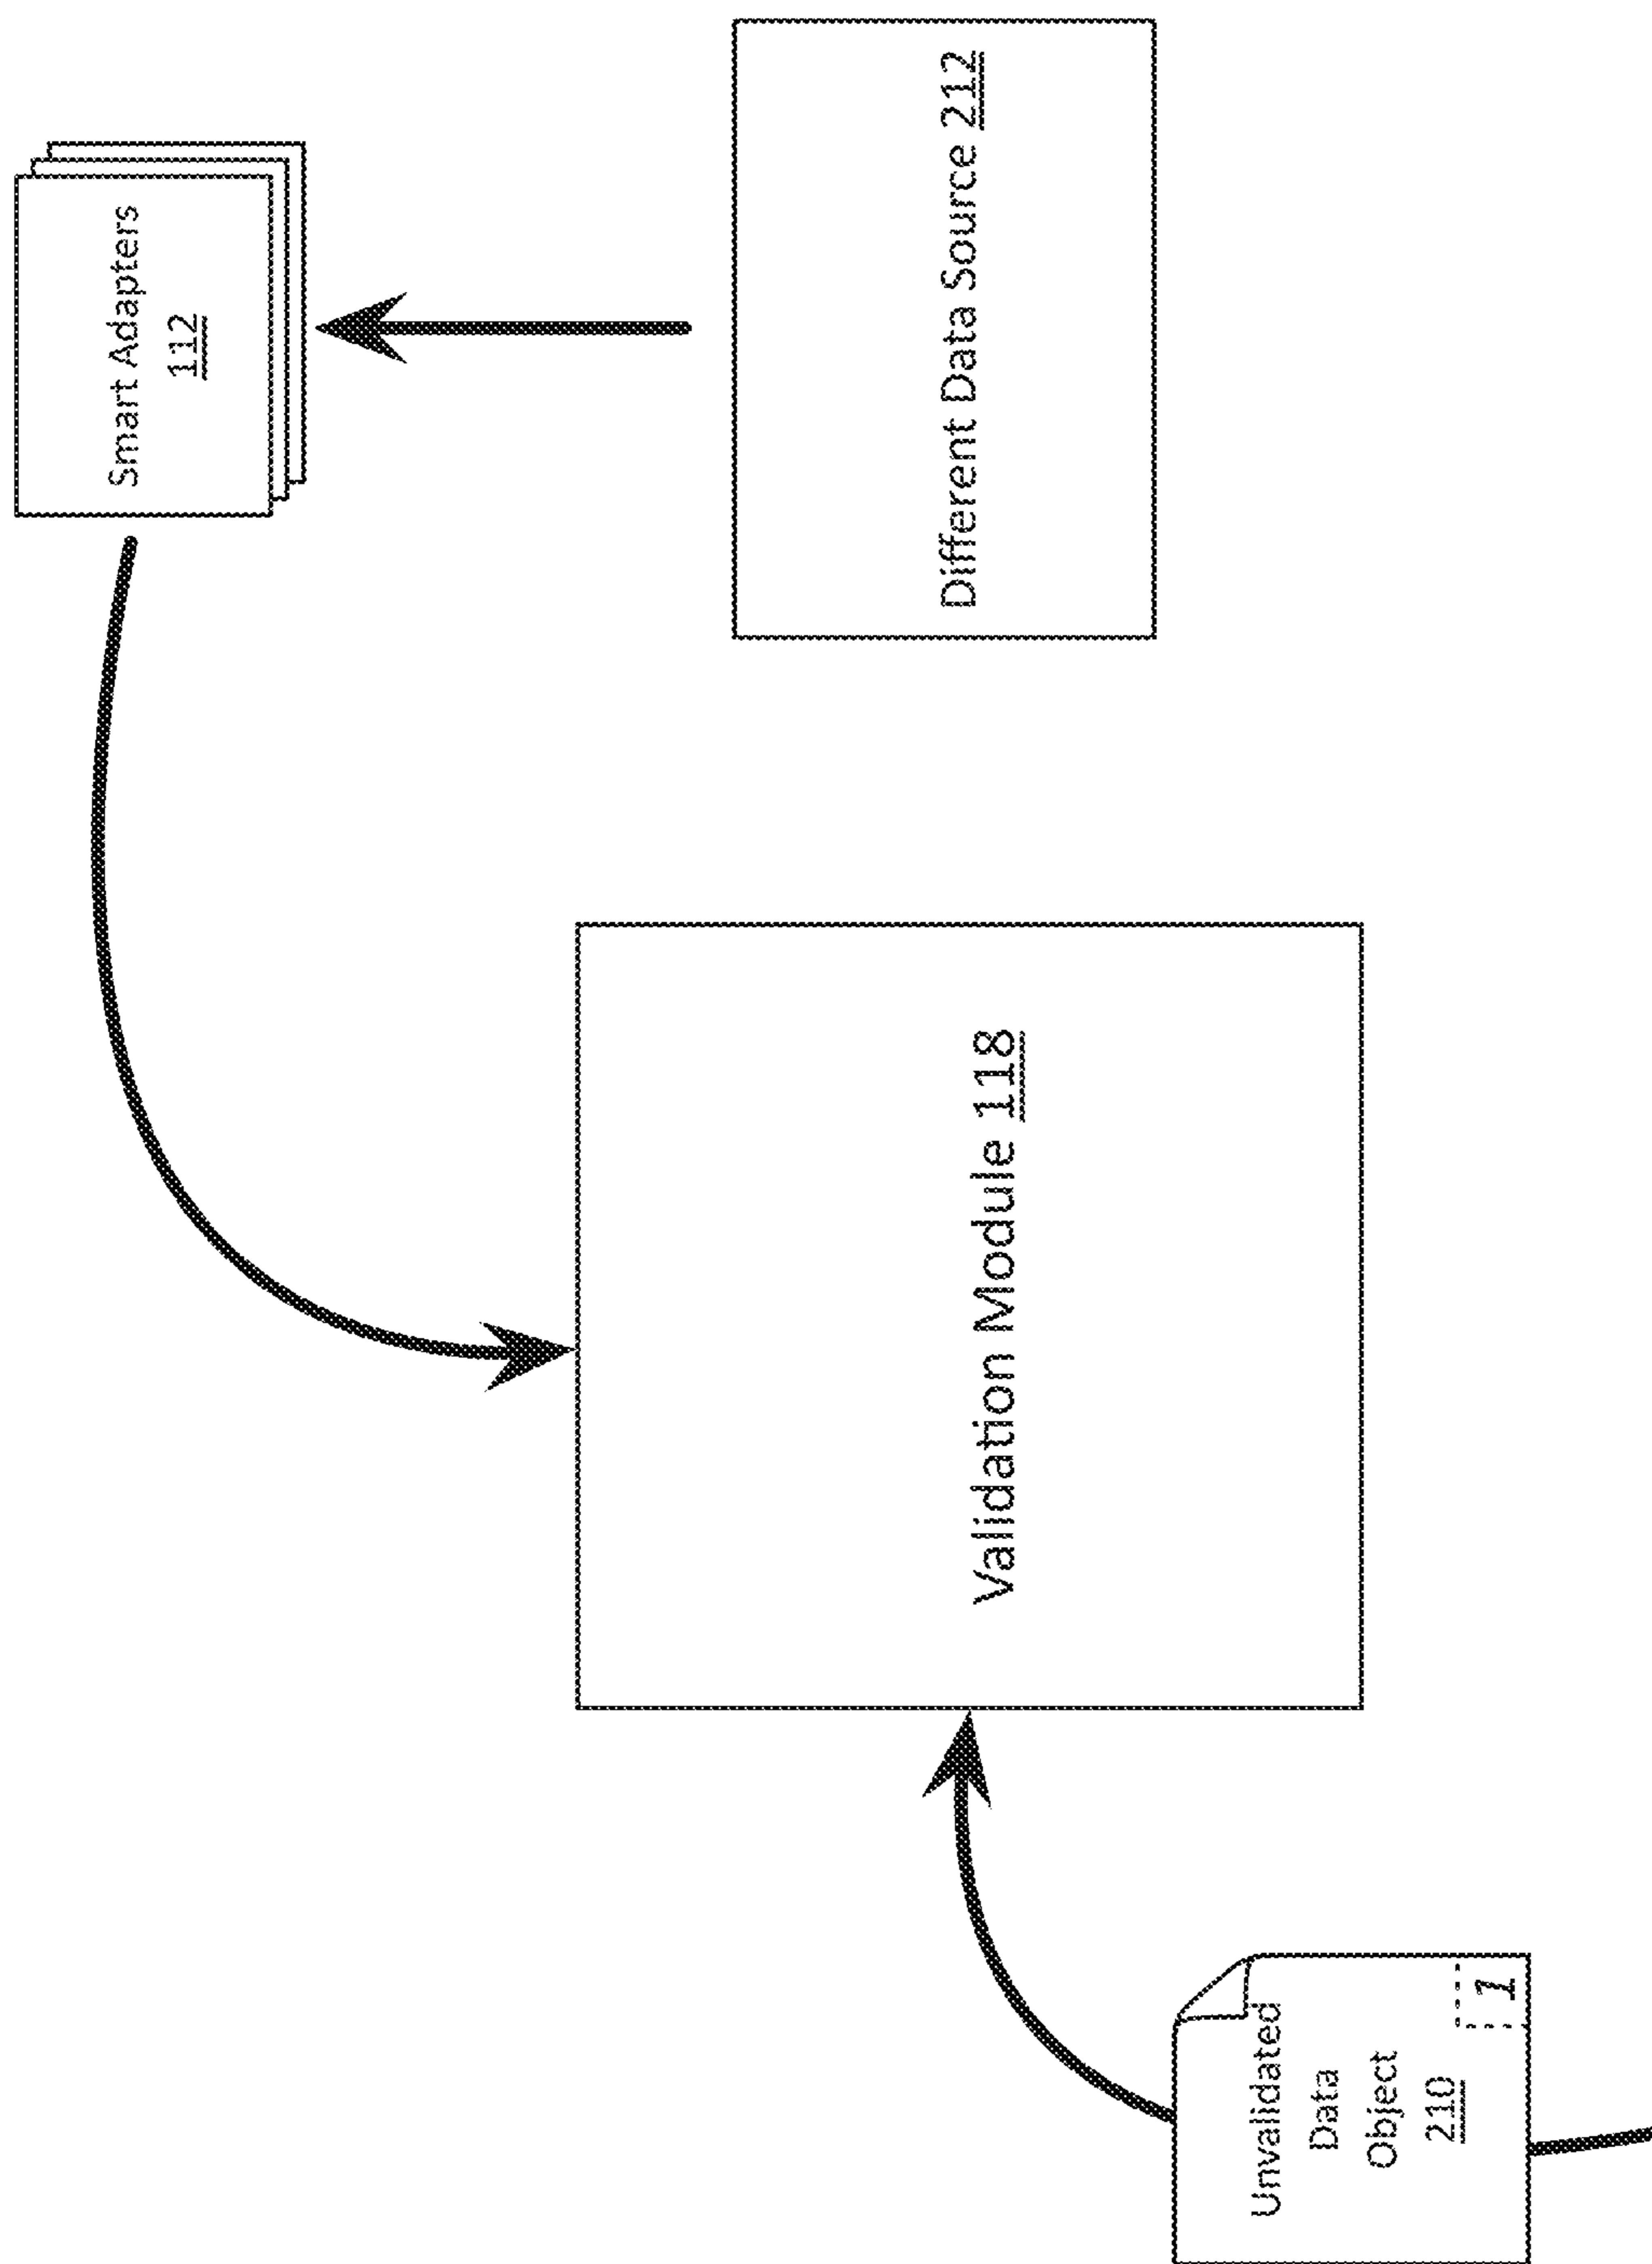 Smart Adapters
112
Different Data Source 212
Validation Module 118
Unvalidated
Data
Object
210
1